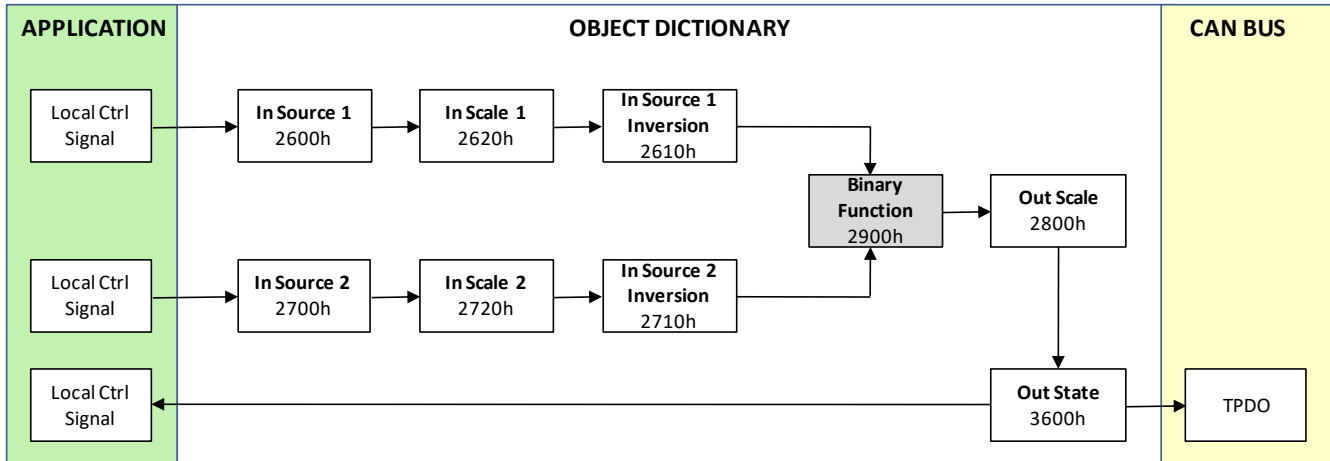 APPLICATION
OBJECT DICTIONARY
CAN BUS
Local Ctrl
Signal
In Source 1
2600h
In Scale 1
2620h
In Source 1
Inversion
2610h
Binary
Function
2900h
Out Scale
2800h
Local Ctrl
Signal
In Source 2
2700h
In Scale 2
2720h
In Source 2
Inversion
2710h
Local Ctrl
Signal
Out State
3600h
TPDO